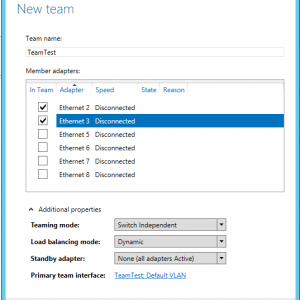 New team
Team name:
TeamTest
Member adapters:
In Team Adapter Speed State Reason
Ethernet 2 Disconnected
Ethernet 3 Disconnected
Ethernet 5 Disconnected
Ethernet 6 Disconnected
Ethernet 7 Disconnected
Ethernet 8 Disconnected
Additional properties
Teaming mode: Switch Independent
Load balancing mode: Dynamic
Standby adapter: None (all adapters Active)
Primary team interface: TeamTest; Default VLAN